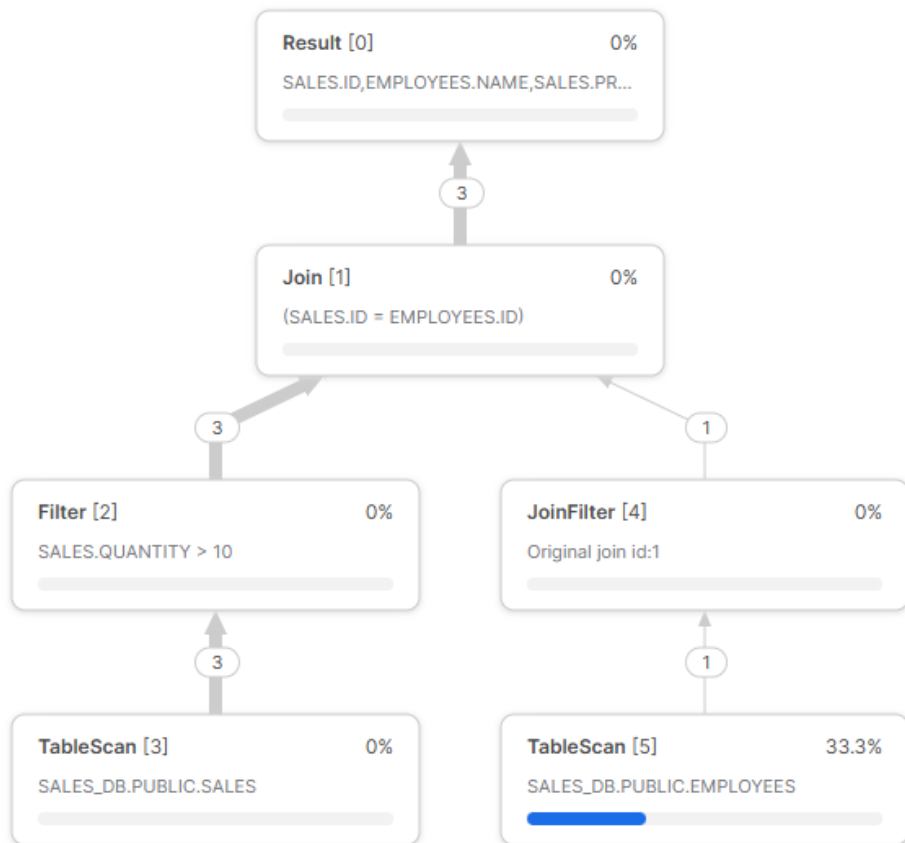 Result [0] 0%
SALES.ID,EMPLOYEES.NAME,SALES.PR...
3
Join [1] 0%
(SALES.ID = EMPLOYEES.ID)
3
1
Filter [2] 0%
SALES.QUANTITY > 10
JoinFilter [4] 0%
Original join id:1
3
1
TableScan [3] 0%
SALES_DB.PUBLIC.SALES
TableScan [5] 33.3%
SALES_DB.PUBLIC.EMPLOYEES